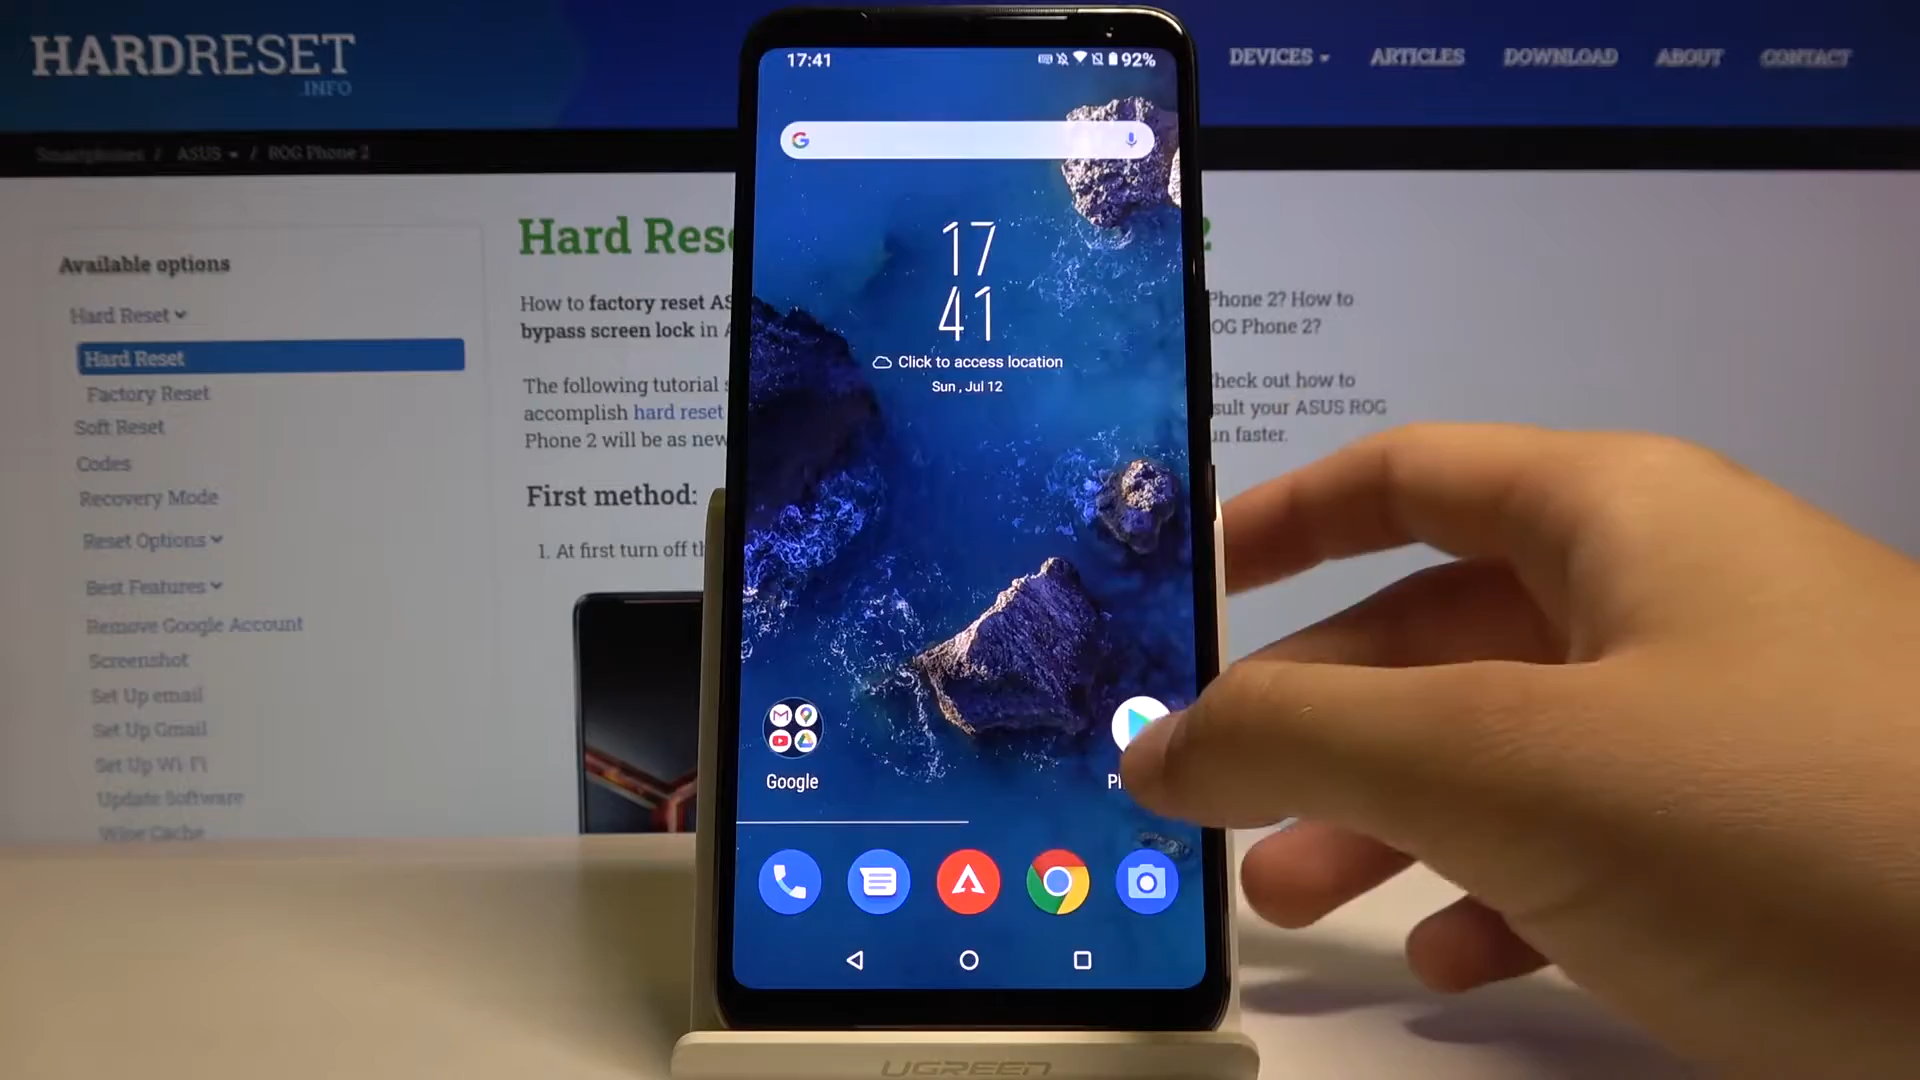 HARDRESET
.INFO
DEVICES
ARTICLES
DOWNLOAD
ABOUT
CONTACT
Smartphones / ASUS / ROG Phone 2
Available options
Hard Reset
Hard Reset
Factory Reset
Soft Reset
Codes
Recovery Mode
Reset Options
Best Features
Remove Google Account
Screenshot
Set Up email
Set Up Gmail
Set Up Wi-Fi
Update Software
Wipe Cache
Hard Rese
2
How to factory reset AS
Phone 2? How to
bypass screen lock in A
OG Phone 2?
The following tutorial s
Check out how to
accomplish hard reset
sult your ASUS ROG
Phone 2 will be as new
un faster.
First method:
1. At first turn off th
17:41
92%
17
41
Click to access location
Sun , Jul 12
Google
UGREEN